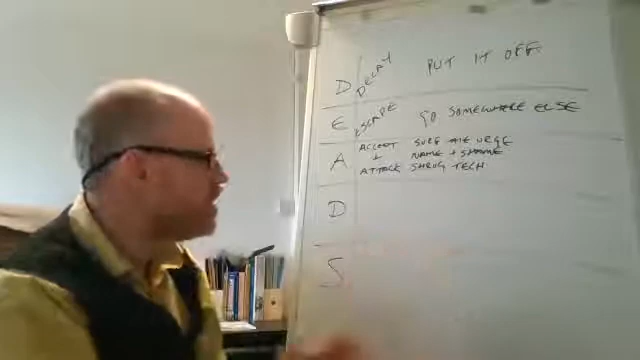 D DELAY PUT IT OFF
E ESCAPE GO SOMEWHERE ELSE
ACCEPT SURF THE URGE
A + NAME + SHAME
ATTACK SHRUG TECH
D
S